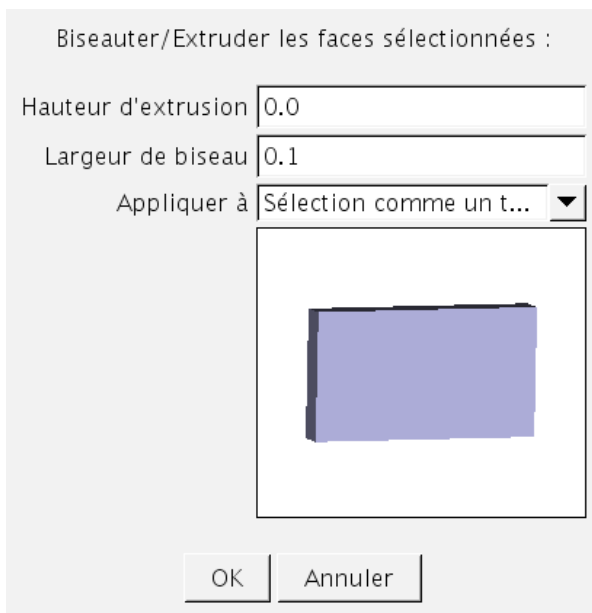 Biseauter/Extruder les faces sélectionnées :
Hauteur d'extrusion 0.0
Largeur de biseau 0.1
Appliquer à Sélection comme un t...
OK Annuler